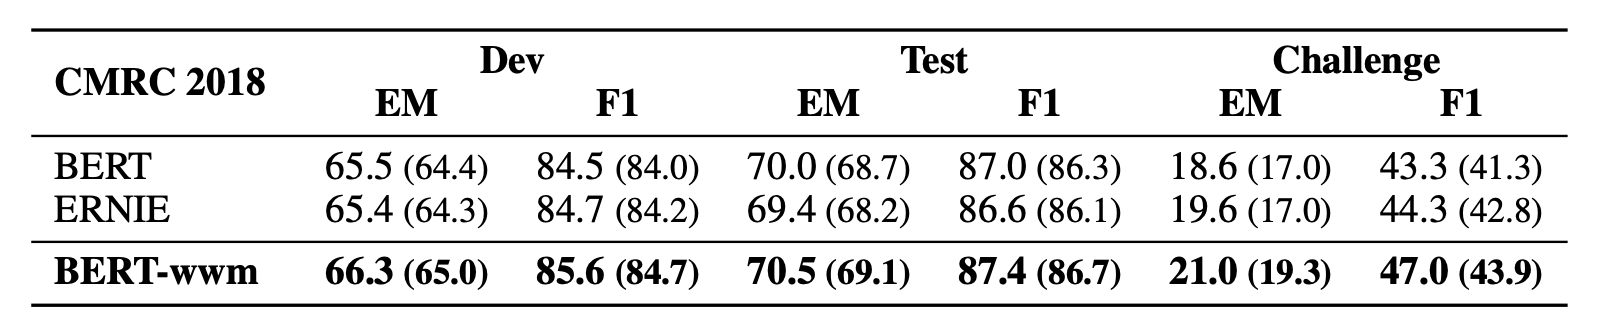 CMRC 2018 Dev Test Challenge
EM F1 EM F1 EM F1
BERT 65.5 (64.4) 84.5 (84.0) 70.0 (68.7) 87.0 (86.3) 18.6 (17.0) 43.3 (41.3)
ERNIE 65.4 (64.3) 84.7 (84.2) 69.4 (68.2) 86.6 (86.1) 19.6 (17.0) 44.3 (42.8)
BERT-wwm 66.3 (65.0) 85.6 (84.7) 70.5 (69.1) 87.4 (86.7) 21.0 (19.3) 47.0 (43.9)